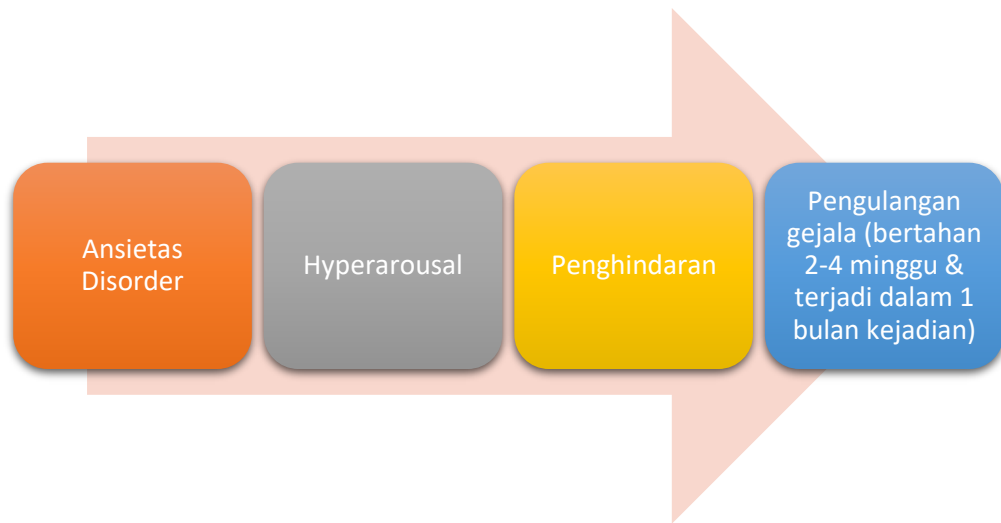 Ansietas
Disorder
Hyperarousal
Penghindaran
Pengulangan
gejala (bertahan
2-4 minggu &
terjadi dalam 1
bulan kejadian)